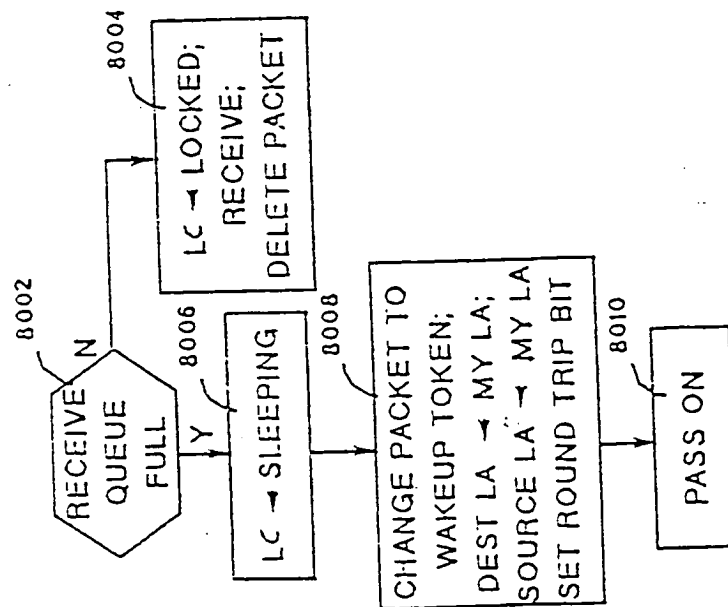 8002
RECEIVE
QUEUE
FULL
N
Y
8004
LC → LOCKED;
RECEIVE;
DELETE PACKET
8006
LC → SLEEPING
8008
CHANGE PACKET TO
WAKEUP TOKEN;
DEST LA → MY LA;
SOURCE LA → MY LA
SET ROUND TRIP BIT
8010
PASS ON